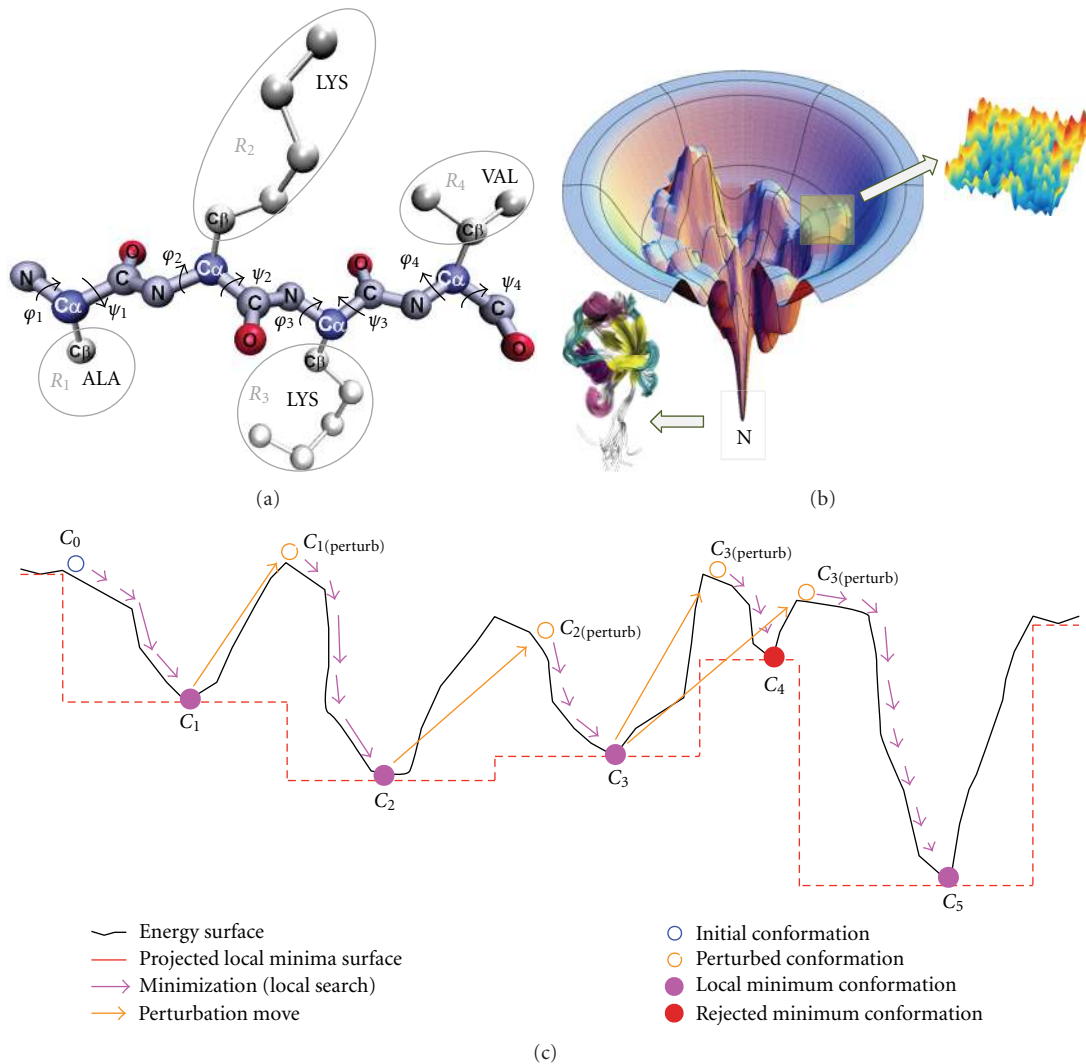 LYS
R2
R4 VAL
Cβ
Cβ
O
φ2
φ4
N
C
Cα
ψ2
O
Cα
ψ4
N
C
N
C
N
C
φ1
Cα
ψ1
φ3
Cα
ψ3
O
O
Cβ
Cβ
R1 ALA
R3 LYS
N
(a)
(b)
C0
C1(perturb)
C3(perturb)
C3(perturb)
C2(perturb)
C1
C4
C3
C2
C5
Energy surface
Projected local minima surface
Minimization (local search)
Perturbation move
Initial conformation
Perturbed conformation
Local minimum conformation
Rejected minimum conformation
(c)